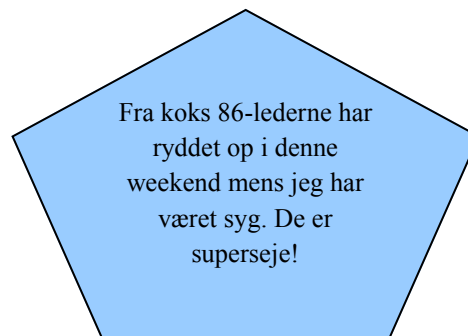 Fra koks 86-lederne har
ryddet op i denne
weekend mens jeg har
været syg. De er
superseje!